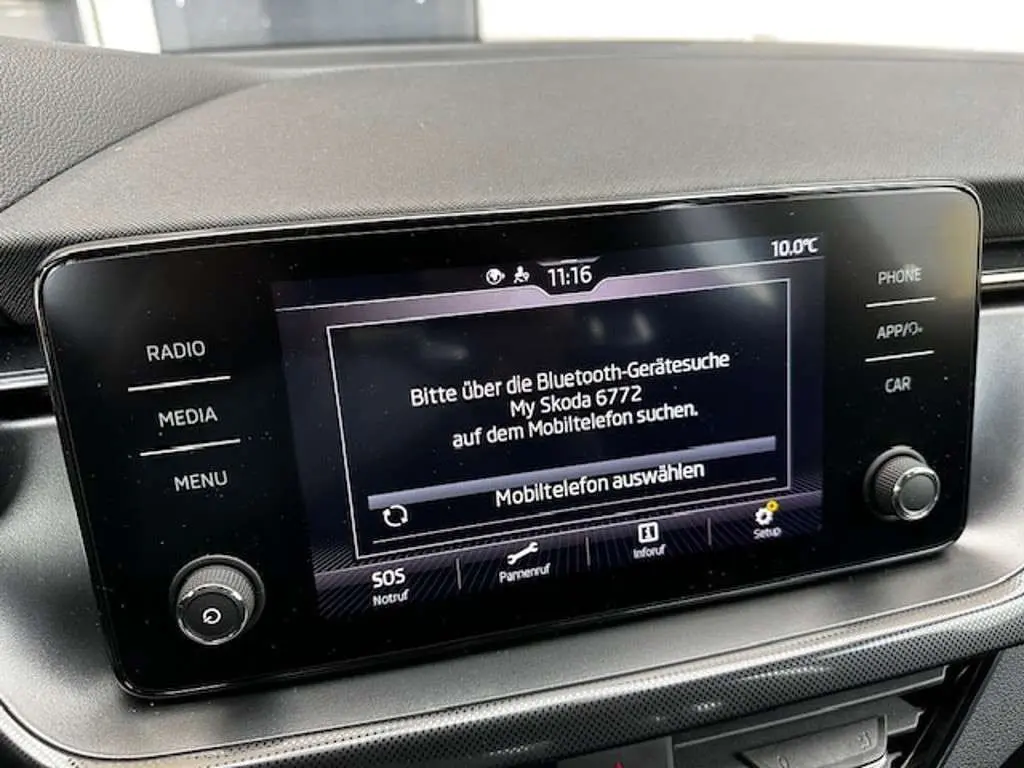 10.0°C
11:16
RADIO
MEDIA
MENU
PHONE
APP/
CAR
Bitte über die Bluetooth-Gerätesuche
My Skoda 6772
auf dem Mobiltelefon suchen.
Mobiltelefon auswählen
SOS
Notruf
Pannenruf
Inforuf
Setup